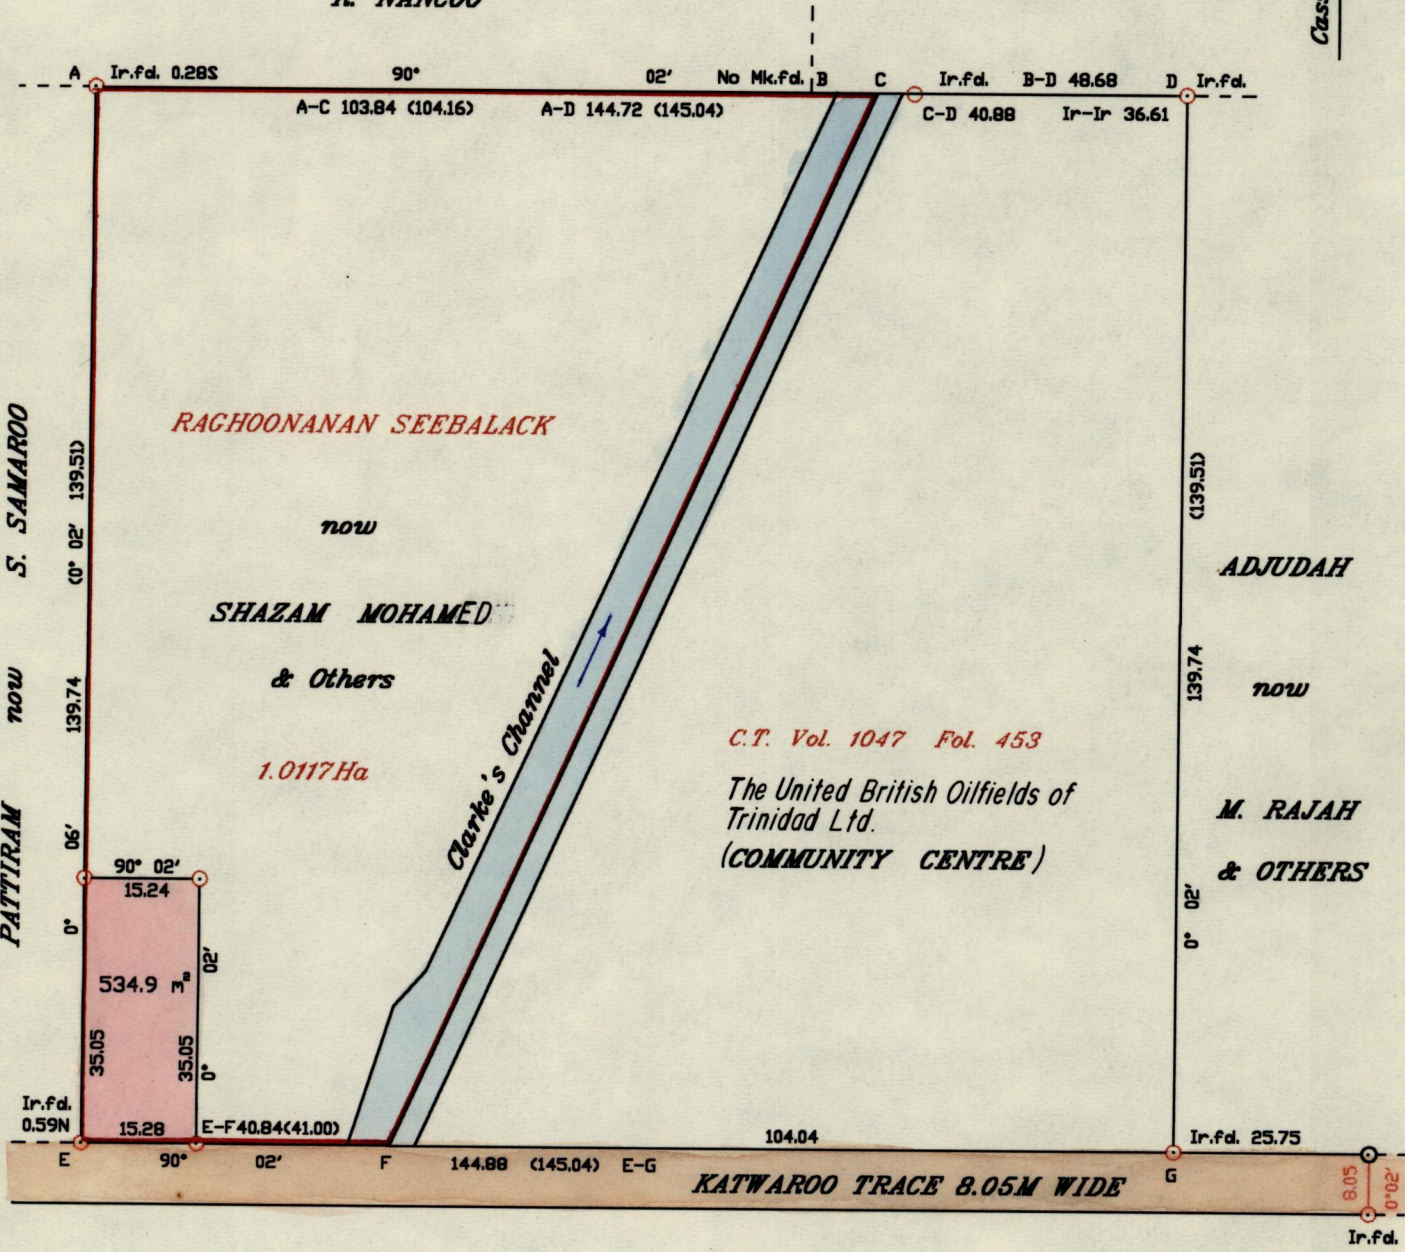 R. NANCOO
Cas
A Ir.fd. 0.28S 90° 02' No Mk.fd. B C Ir.fd. B-D 48.68 D Ir.fd.
A-C 103.84 (104.16) A-D 144.72 (145.04) C-D 40.88 Ir-Ir 36.61
PATTIRAM now S. SAMAROO
0° 06' 139.74 (0° 02' 139.51)
RAGHOONANAN SEEBALACK
now
SHAZAM MOHAMED
& Others
1.0117Ha
Clarke's Channel
C.T. Vol. 1047 Fol. 453
The United British Oilfields of
Trinidad Ltd.
(COMMUNITY CENTRE)
0° 02' 139.74 (139.51)
ADJUDAH
now
M. RAJAH
& OTHERS
90° 02'
15.24
534.9 m²
35.05
35.05
0° 02'
Ir.fd.
0.59N
15.28 E-F40.84(41.00)
104.04
Ir.fd. 25.75
E 90° 02' F 144.88 (145.04) E-G G
KATWAROO TRACE 8.05M WIDE
8.05
0°02'
Ir.fd.